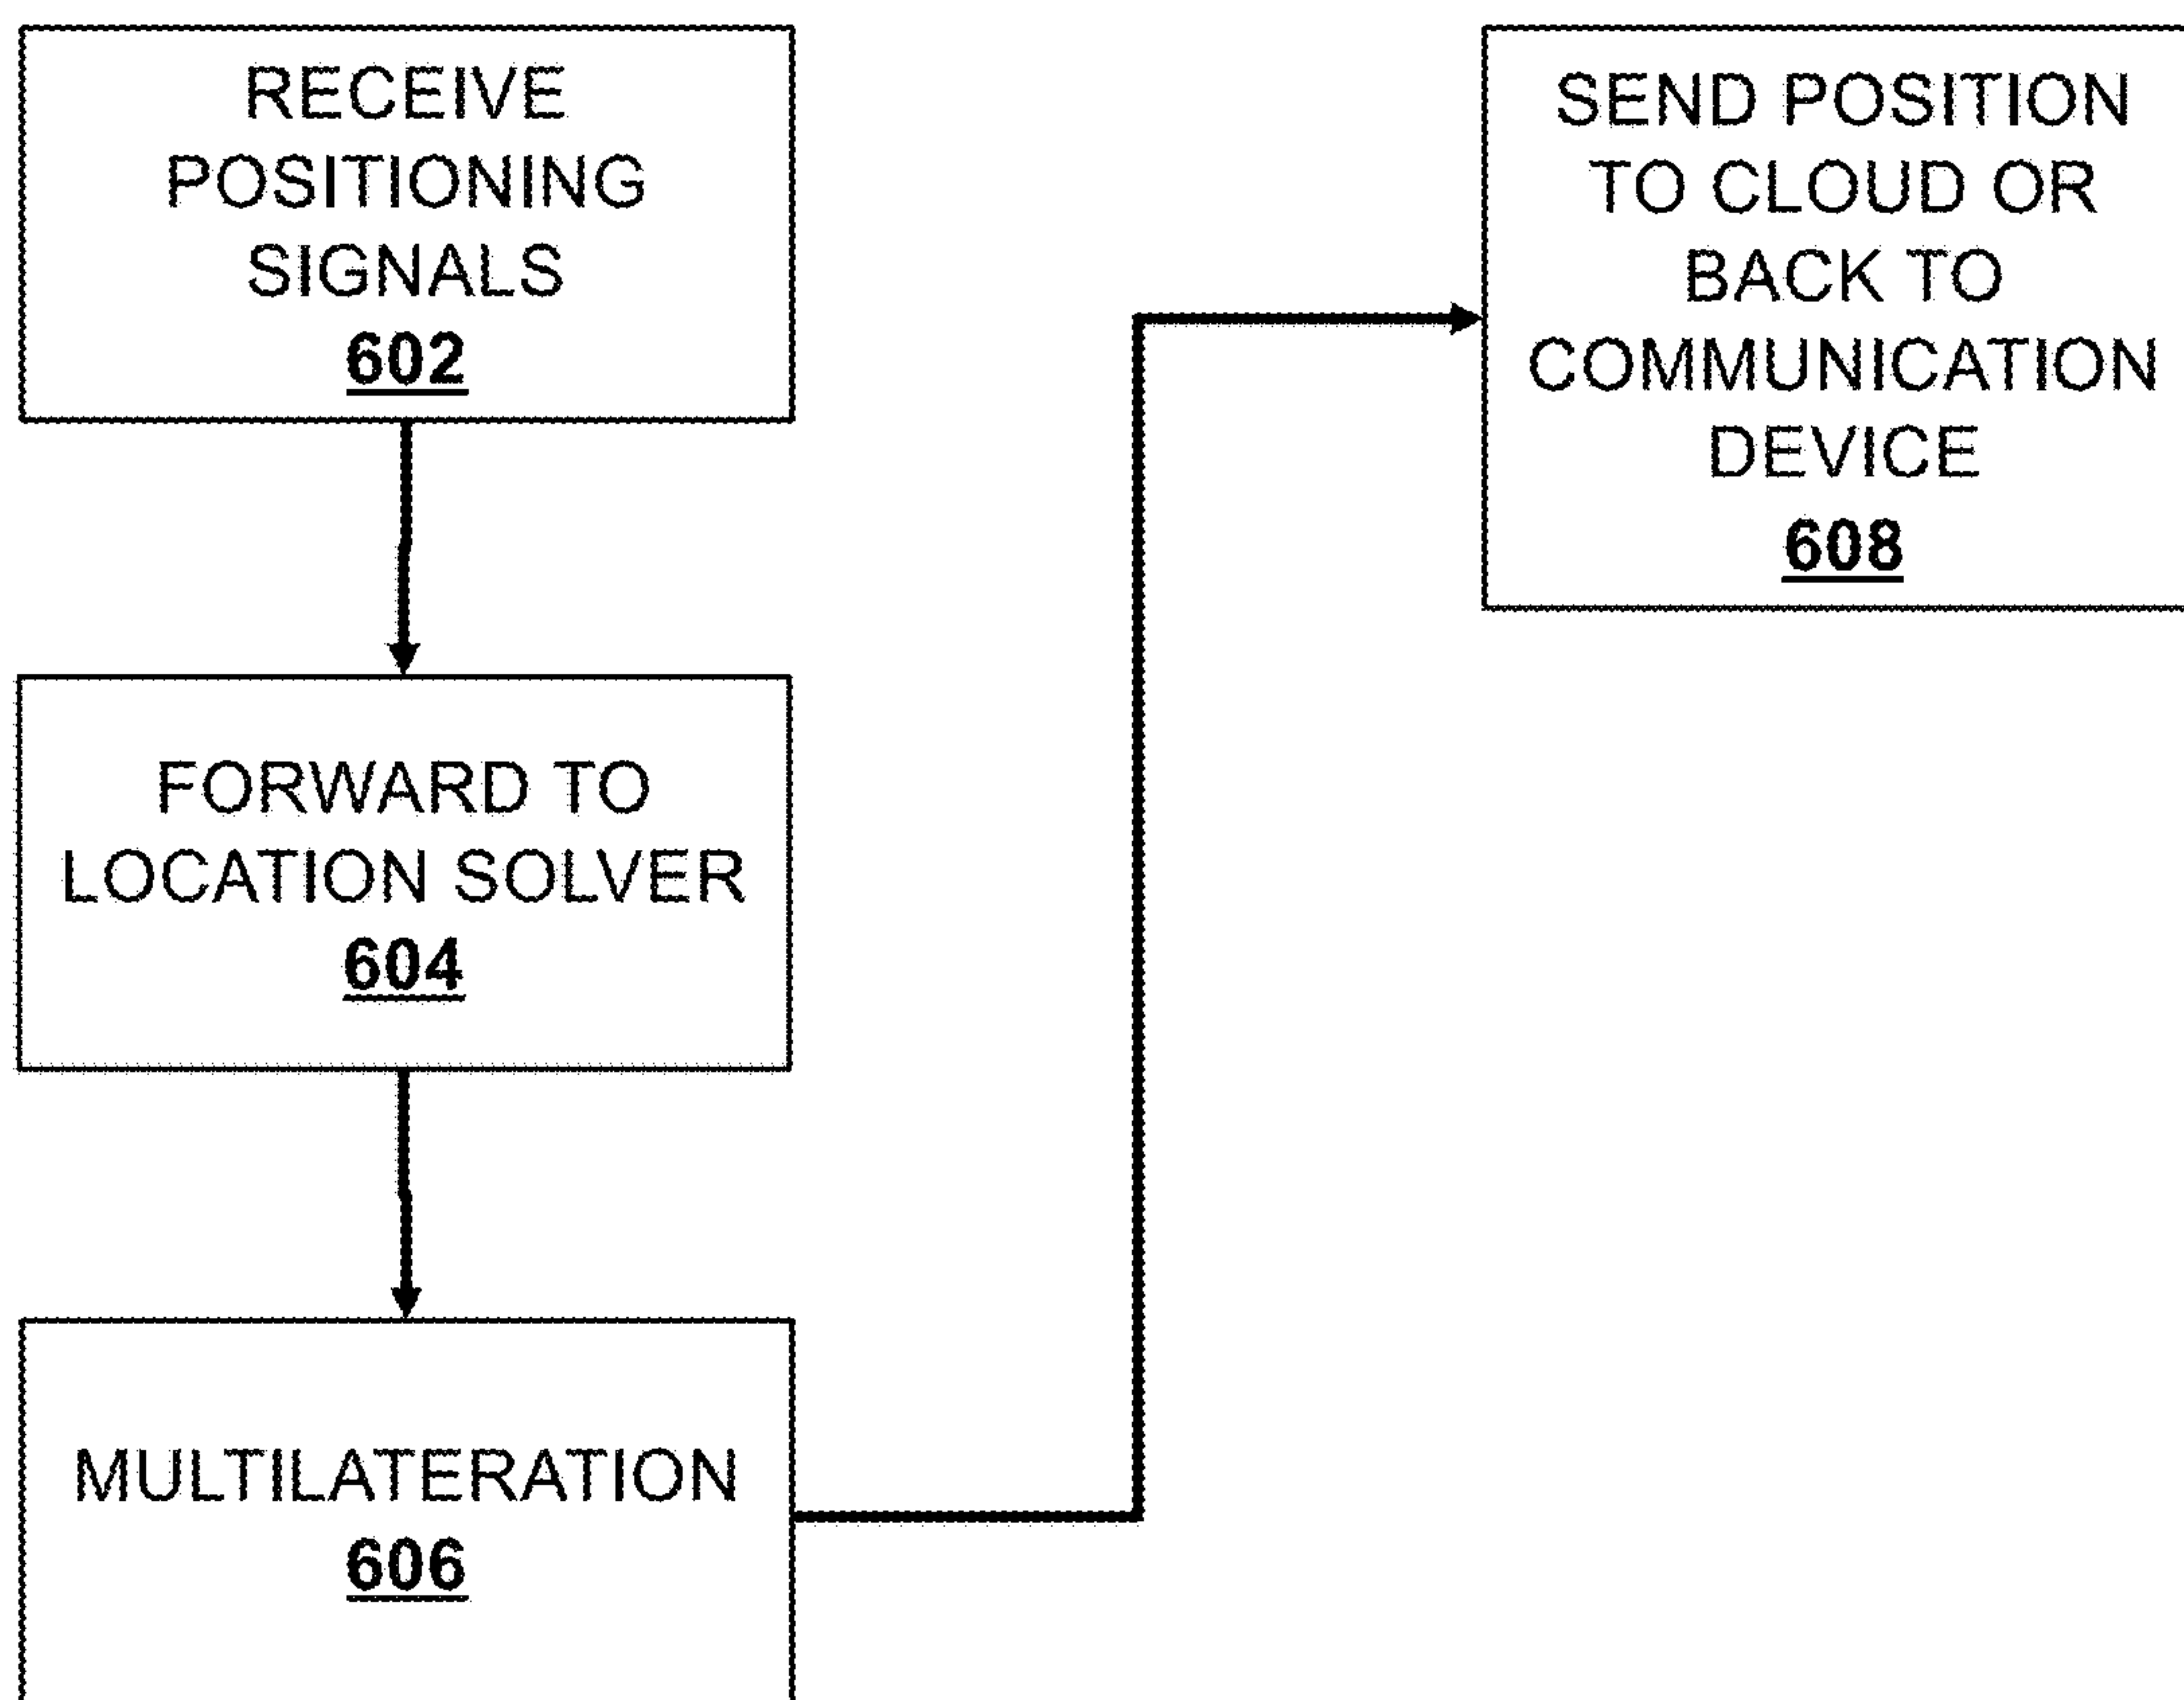 RECEIVE
POSITIONING
SIGNALS
602
FORWARD TO
LOCATION SOLVER
604
MULTILATERATION
606
SEND POSITION
TO CLOUD OR
BACK TO
COMMUNICATION
DEVICE
608